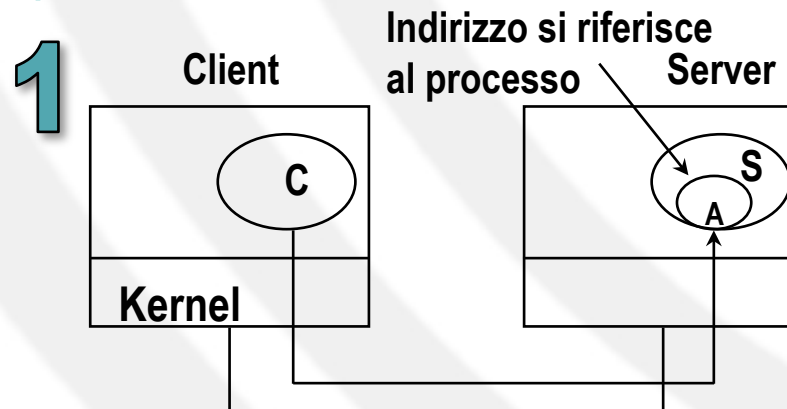 1
Client
Indirizzo si riferisce
al processo
Server
C
S
A
Kernel